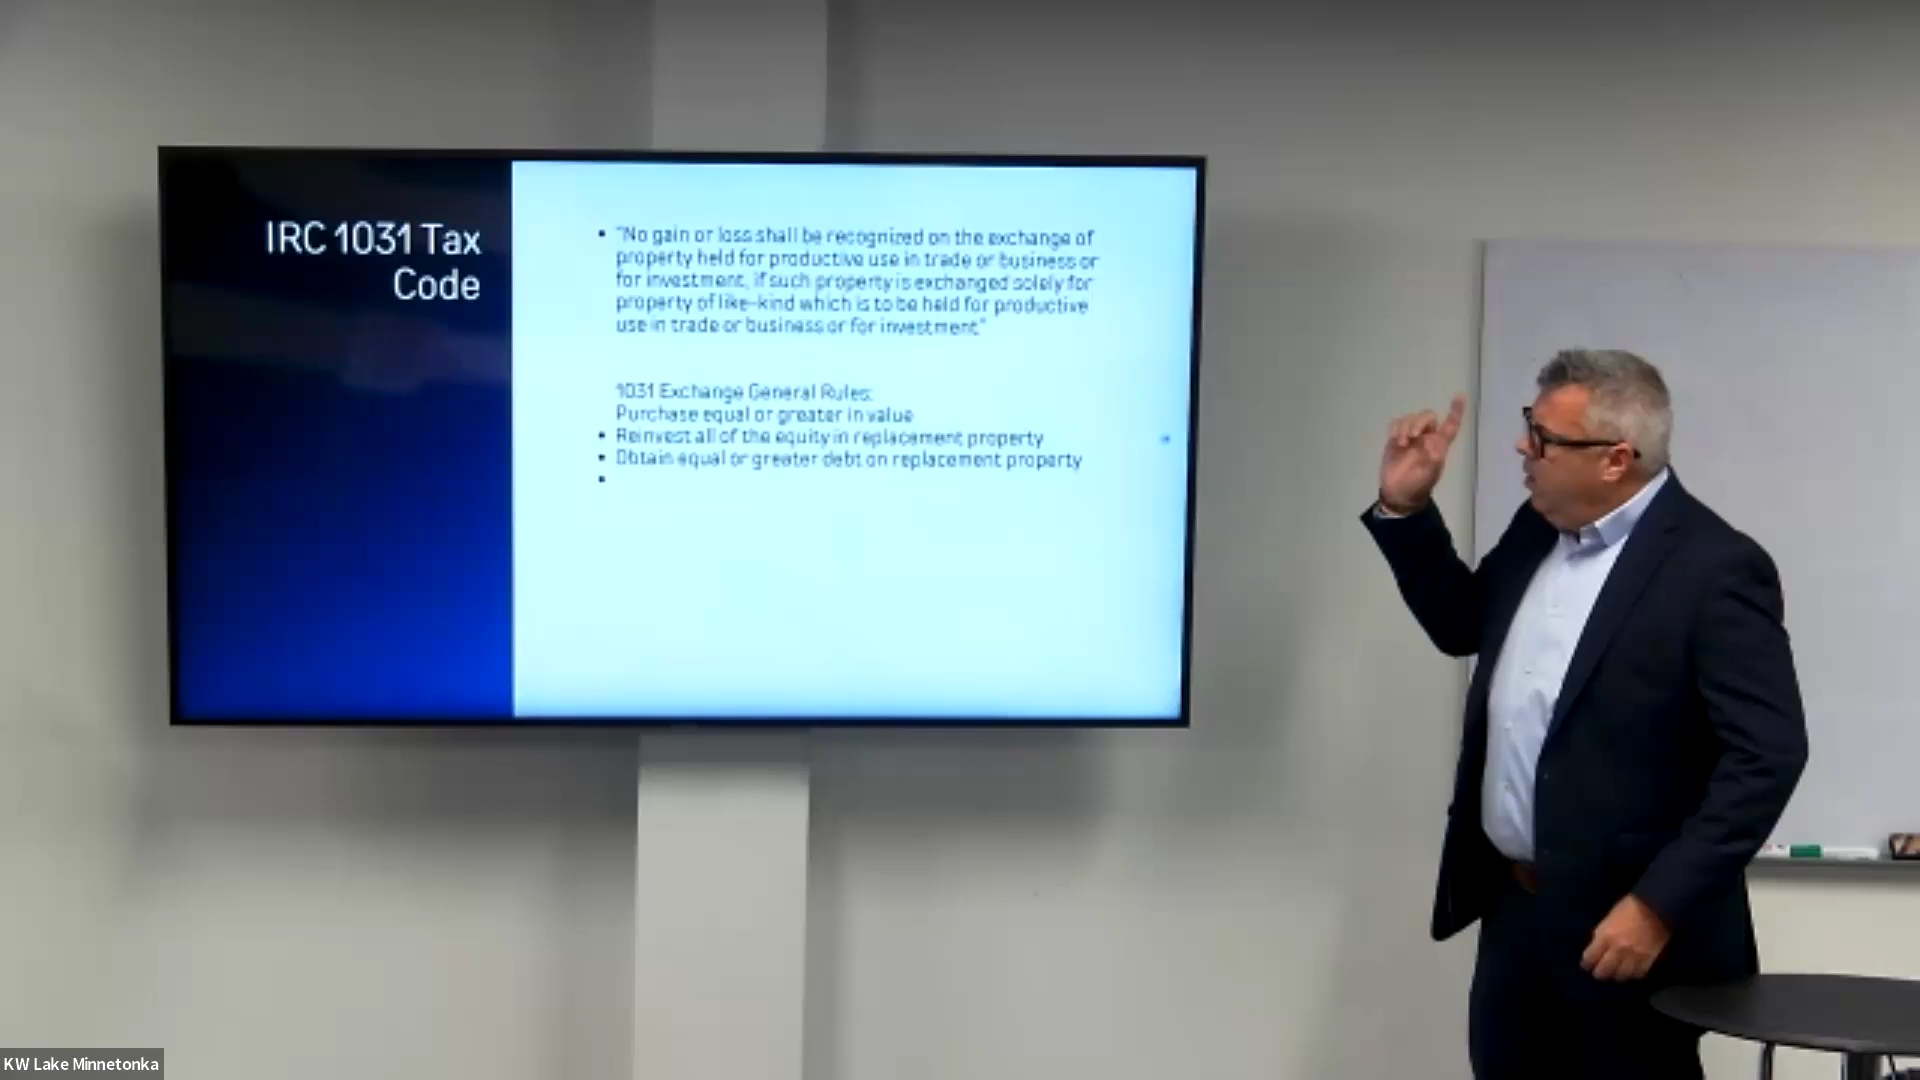 IRC 1031 Tax
Code
• "No gain or loss shall be recognized on the exchange of
property held for productive use in trade or business or
for investment, if such property is exchanged solely for
property of like-kind which is to be held for productive
use in trade or business or for investment."
1031 Exchange General Rules:
Purchase equal or greater in value
• Reinvest all of the equity in replacement property
• Obtain equal or greater debt on replacement property
•
KW Lake Minnetonka